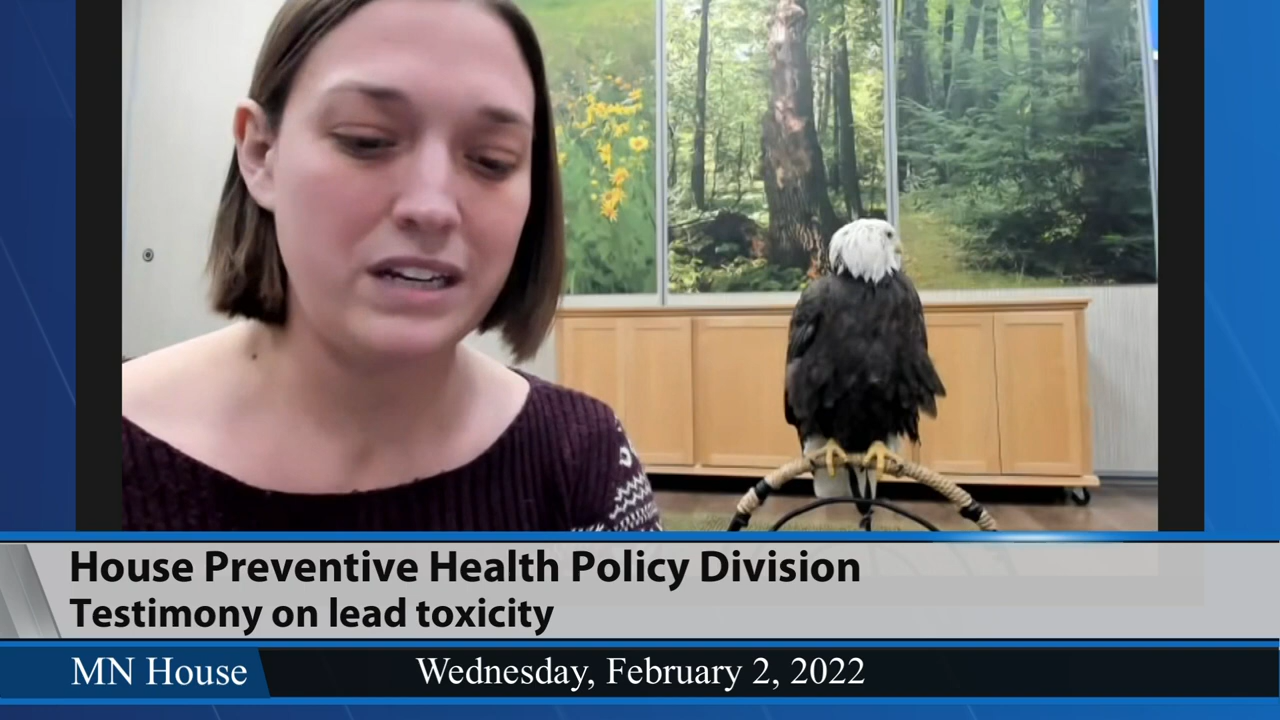 House Preventive Health Policy Division
Testimony on lead toxicity
MN House
Wednesday, February 2, 2022